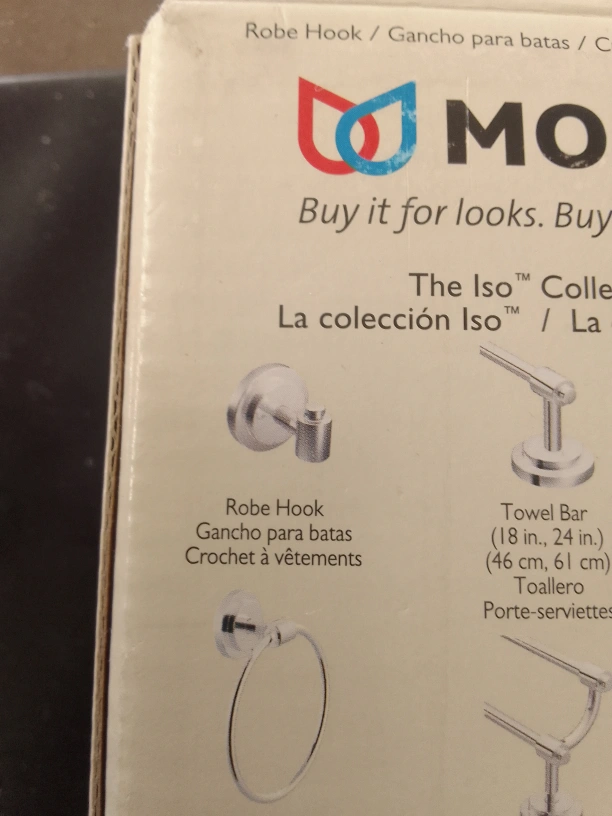 Robe Hook / Gancho para batas / C
MO
Buy it for looks. Buy
The Iso™ Colle
La colección Iso™ / La
Robe Hook
Gancho para batas
Crochet à vêtements
Towel Bar
(18 in., 24 in.)
(46 cm, 61 cm)
Toallero
Porte-serviettes